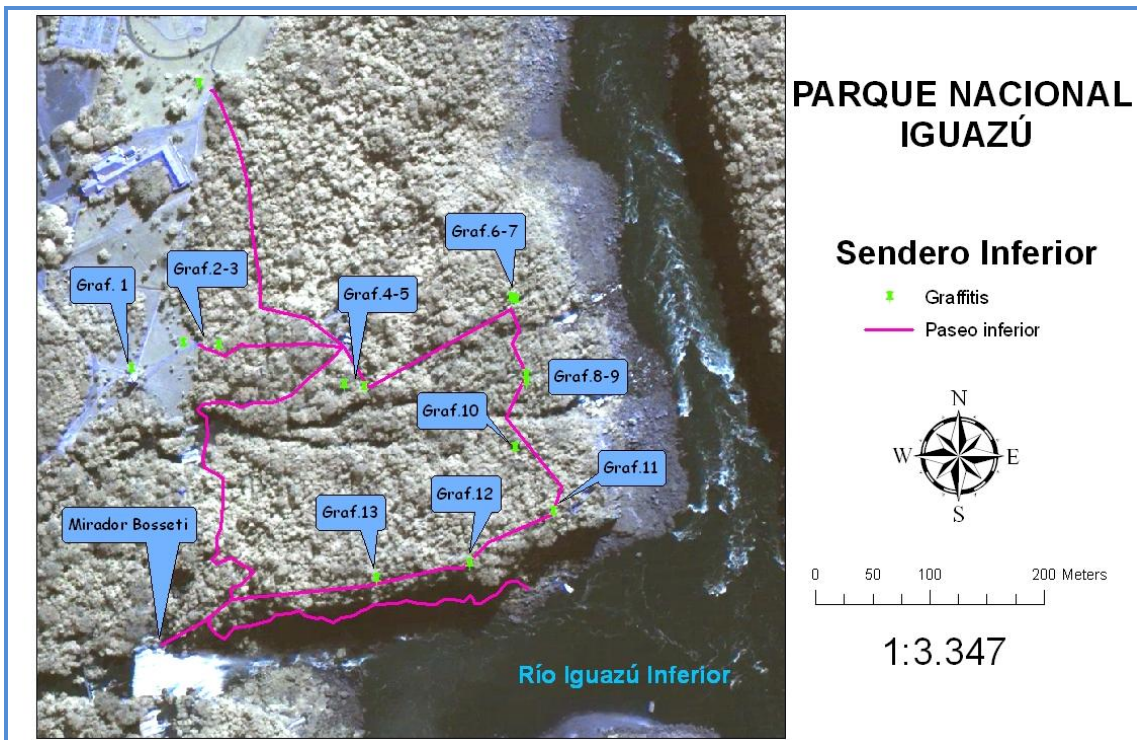 PARQUE NACIONAL
IGUAZÚ
Sendero Inferior
Graffitis
Paseo inferior
N
W E
S
0 50 100 200 Meters
1:3.347
Graf.6-7
Graf.2-3
Graf. 1
Graf.4-5
Graf.8-9
Graf.10
Graf.11
Graf.12
Graf.13
Mirador Bosseti
Río Iguazú Inferior